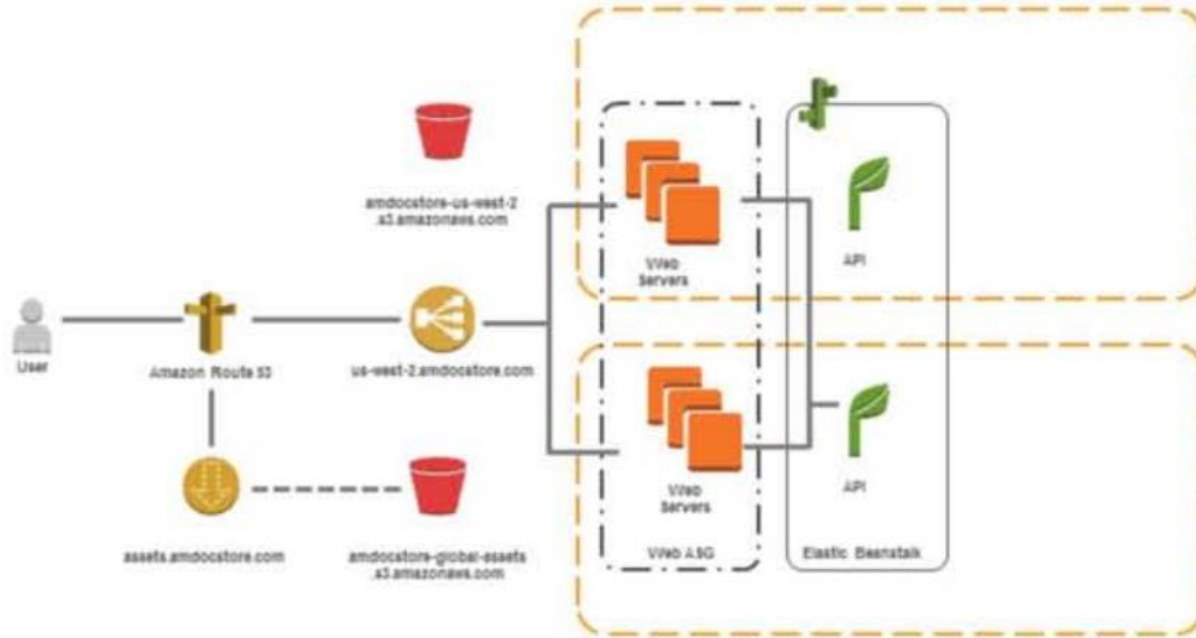 amdocstore-us-west-2
.s3.amazonaws.com
Web
Servers
API
User
Amazon Route 53
us-west-2.amdocstore.com
Web
Servers
API
assets.amdocstore.com
amdocstore-global-assets
.s3.amazonaws.com
Web ASG
Elastic Beanstalk